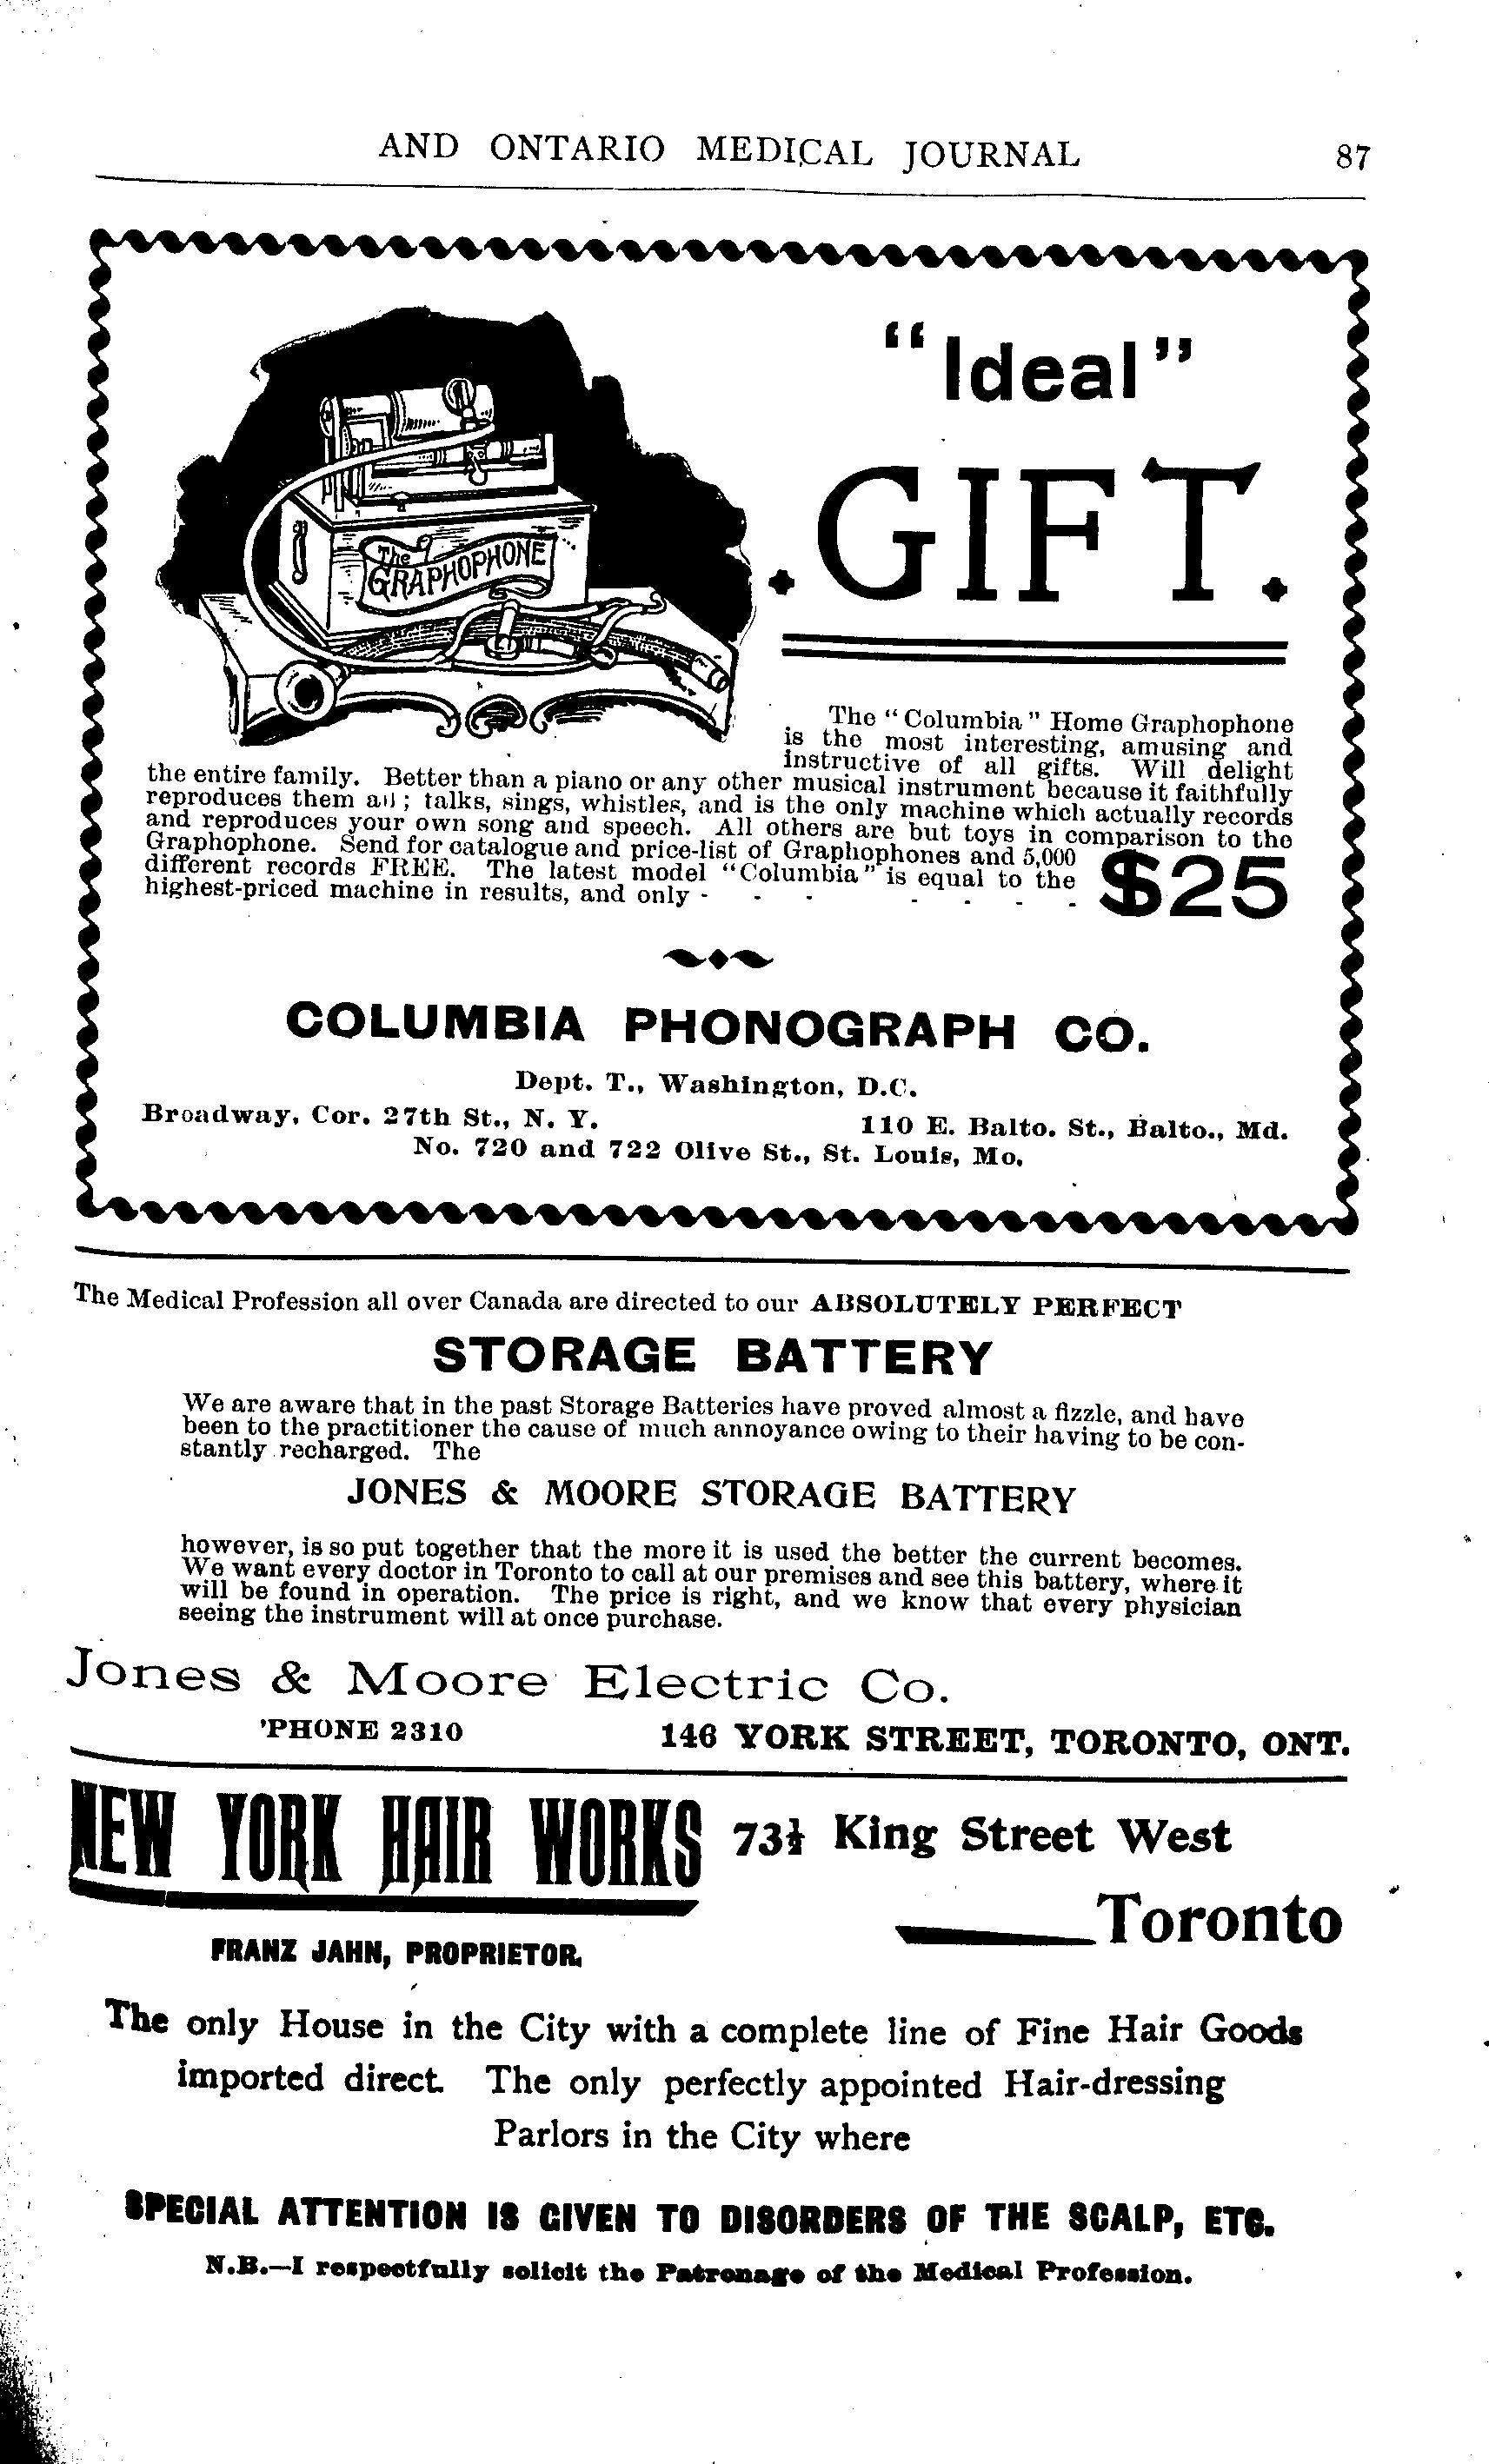 AND ONTARIO MEDICAL JOURNAL 87
"Ideal"
.GIFT.
The
GRAPHOPHONE
The "Columbia" Home Graphophone
is the most interesting, amusing and
instructive of all gifts. Will delight
the entire family. Better than a piano or any other musical instrument because it faithfully
reproduces them all; talks, sings, whistles, and is the only machine which actually records
and reproduces your own song and speech. All others are but toys in comparison to the
Graphophone. Send for catalogue and price-list of Graphophones and 5,000
different records FREE. The latest model "Columbia" is equal to the
highest-priced machine in results, and only - - - - - - - $25
COLUMBIA PHONOGRAPH CO.
Dept. T., Washington, D.C.
Broadway, Cor. 27th St., N. Y. 110 E. Balto. St., Balto., Md.
No. 720 and 722 Olive St., St. Louis, Mo.
The Medical Profession all over Canada are directed to our ABSOLUTELY PERFECT
STORAGE BATTERY
We are aware that in the past Storage Batteries have proved almost a fizzle, and have
been to the practitioner the cause of much annoyance owing to their having to be con-
stantly recharged. The
JONES & MOORE STORAGE BATTERY
however, is so put together that the more it is used the better the current becomes.
We want every doctor in Toronto to call at our premises and see this battery, where it
will be found in operation. The price is right, and we know that every physician
seeing the instrument will at once purchase.
Jones & Moore Electric Co.
'PHONE 2310 146 YORK STREET, TORONTO, ONT.
NEW YORK HAIR WORKS 73½ King Street West
Toronto
FRANZ JAHN, PROPRIETOR.
The only House in the City with a complete line of Fine Hair Goods
imported direct. The only perfectly appointed Hair-dressing
Parlors in the City where
SPECIAL ATTENTION IS GIVEN TO DISORDERS OF THE SCALP, ETC.
N.B.—I respectfully solicit the Patronage of the Medical Profession.